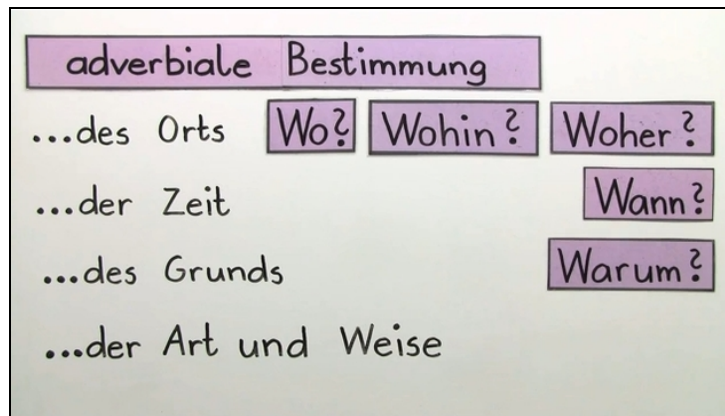 adverbiale Bestimmung
...des Orts Wo? Wohin? Woher?
...der Zeit Wann?
...des Grunds Warum?
...der Art und Weise